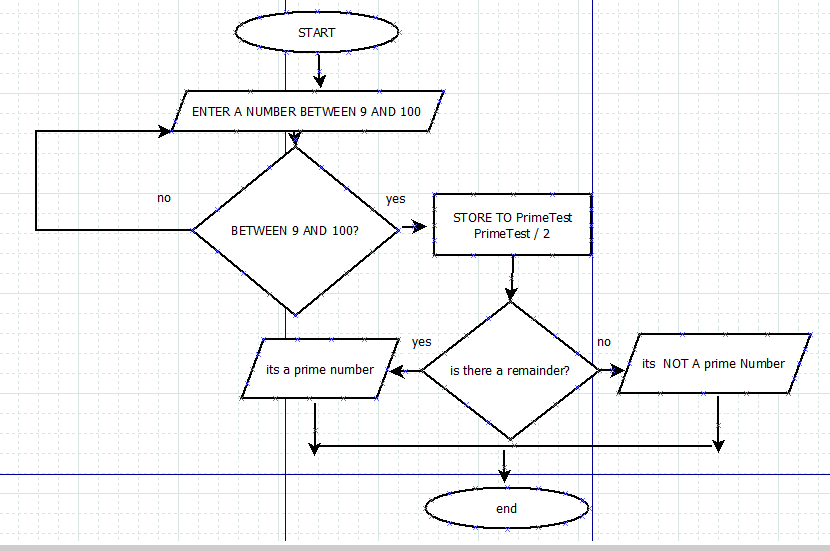 START
ENTER A NUMBER BETWEEN 9 AND 100
no
yes
BETWEEN 9 AND 100?
STORE TO PrimeTest
PrimeTest / 2
yes
no
its a prime number
is there a remainder?
its  NOT A prime Number
end